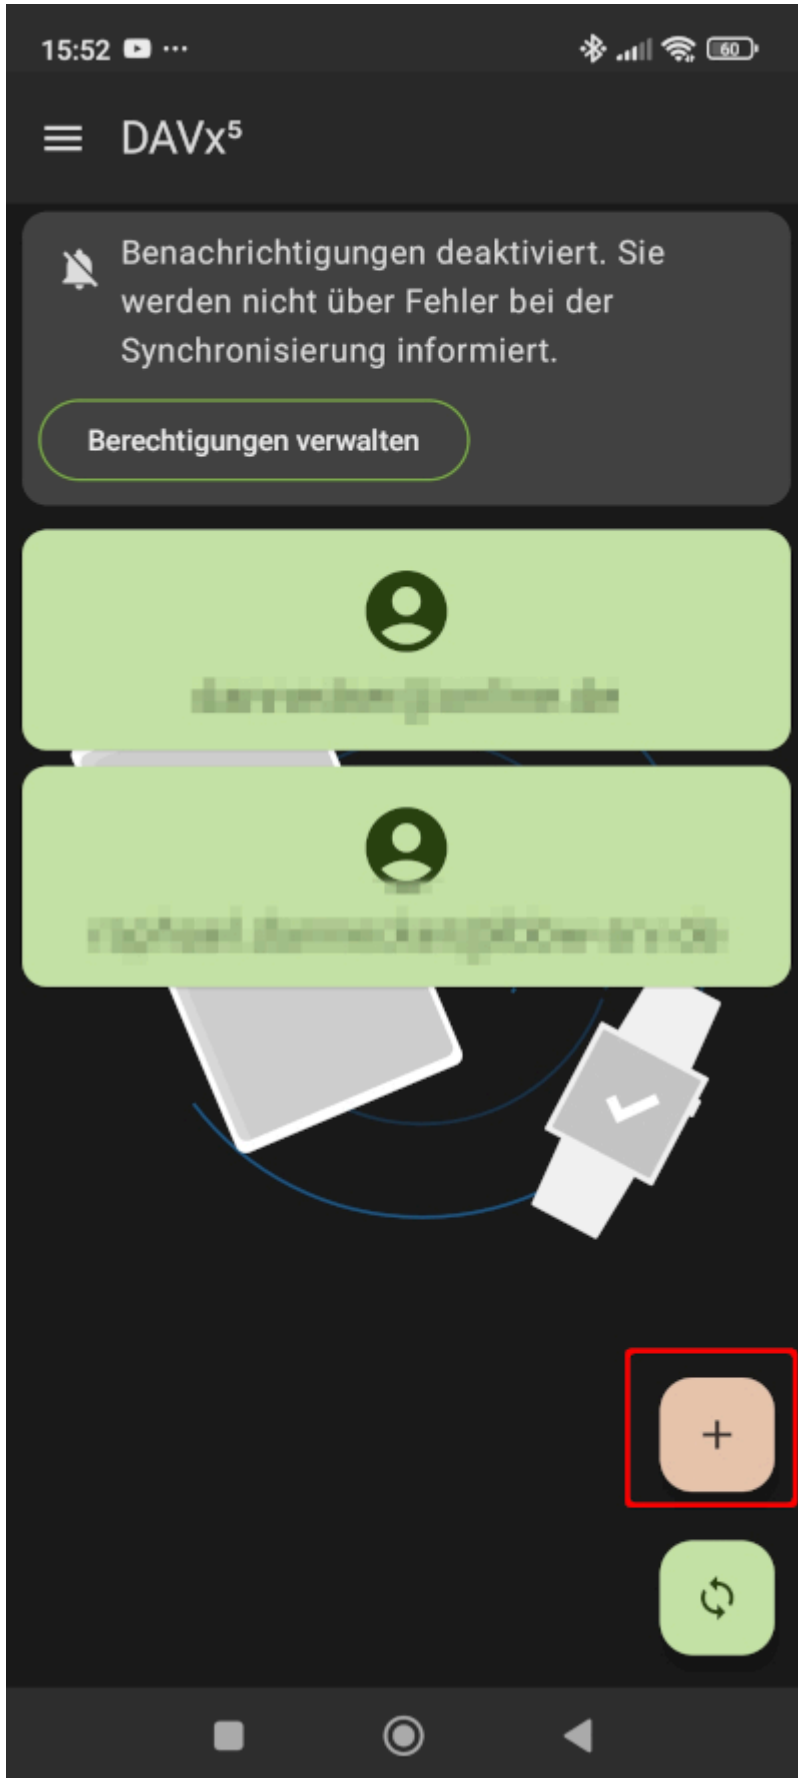 15:52
60
DAVx⁵
Benachrichtigungen deaktiviert. Sie
werden nicht über Fehler bei der
Synchronisierung informiert.
Berechtigungen verwalten